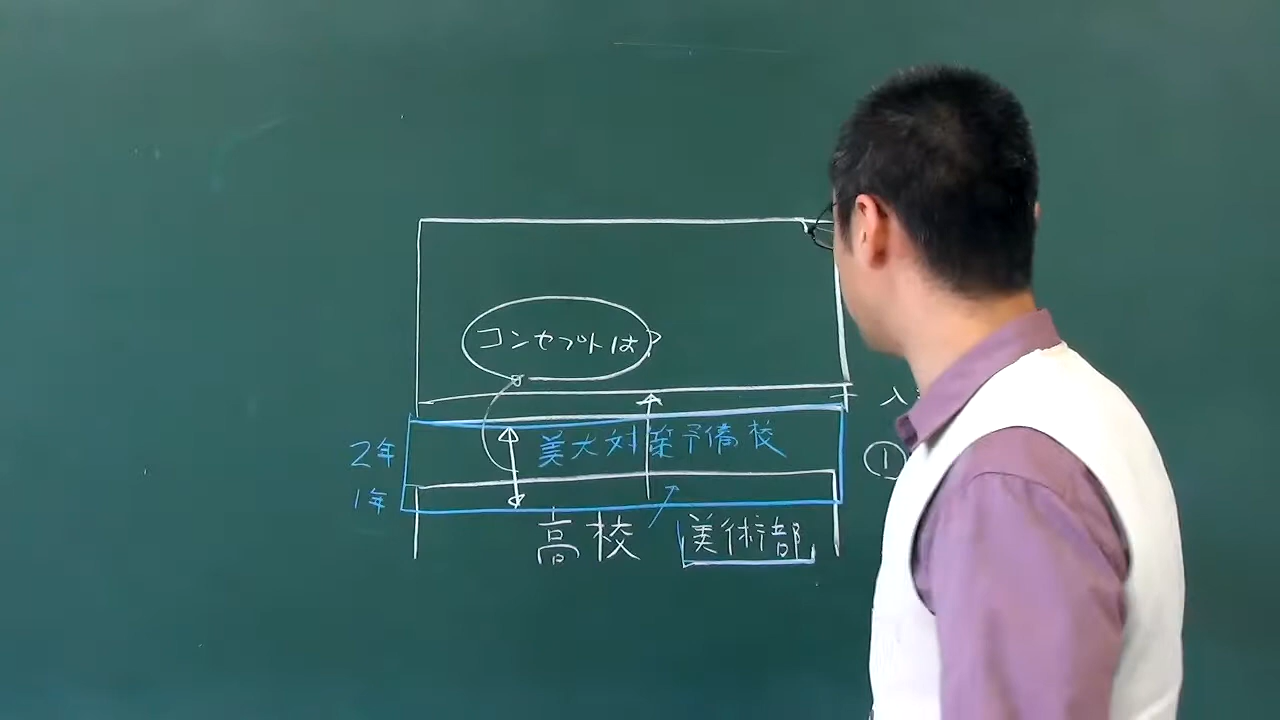 コンセプトは?
入
2年 美大対策予備校 ①
1年
高校 美術部